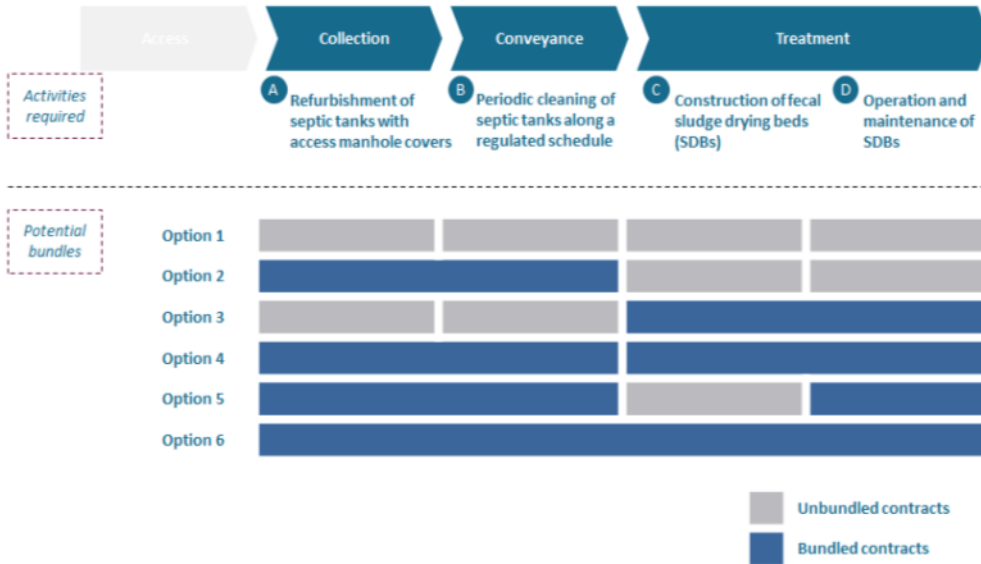 Access
Collection
Conveyance
Treatment
Activities
required
A
Refurbishment of
septic tanks with
access manhole covers
B
Periodic cleaning of
septic tanks along a
regulated schedule
C
Construction of fecal
sludge drying beds
(SDBs)
D
Operation and
maintenance of
SDBs
Potential
bundles
Option 1
Option 2
Option 3
Option 4
Option 5
Option 6
Unbundled contracts
Bundled contracts